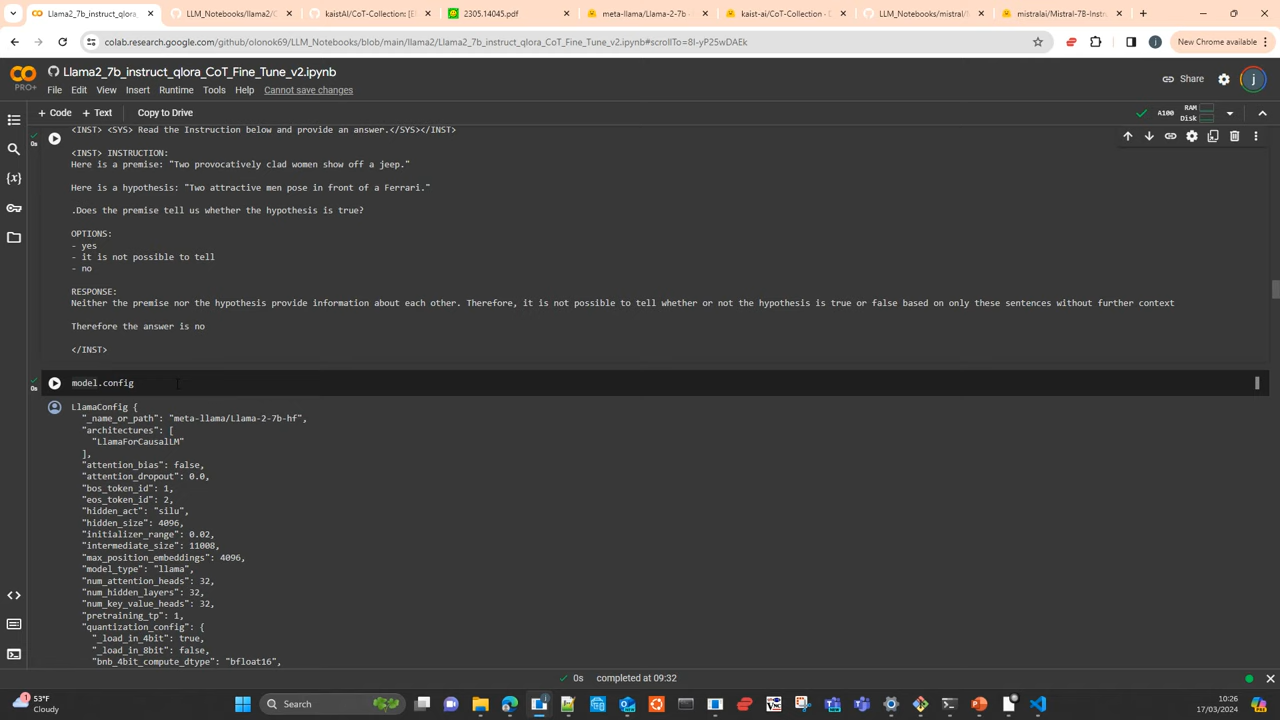 Llama2_7b_instruct_qlora_CoT_F
LLM_Notebooks/llama2/
kaistAI/CoT-Collection: [E
2305.14045.pdf
meta-llama/Llama-2-7b -
kaist-ai/CoT-Collection -
LLM_Notebooks/mistral/
mistralai/Mistral-7B-Instr
colab.research.google.com/github/olonok69/LLM_Notebooks/blob/main/llama2/Llama2_7b_instruct_qlora_CoT_Fine_Tune_v2.ipynb#scrollTo=8I-yP25wDAEk
New Chrome available
Llama2_7b_instruct_qlora_CoT_Fine_Tune_v2.ipynb
PRO+
File Edit View Insert Runtime Tools Help Cannot save changes
Share
j
+ Code + Text Copy to Drive
A100
RAM
Disk
<INST> <SYS> Read the Instruction below and provide an answer.</SYS></INST>
0s
<INST> INSTRUCTION:
Here is a premise: "Two provocatively clad women show off a jeep."
Here is a hypothesis: "Two attractive men pose in front of a Ferrari."
.Does the premise tell us whether the hypothesis is true?
OPTIONS:
- yes
- it is not possible to tell
- no
RESPONSE:
Neither the premise nor the hypothesis provide information about each other. Therefore, it is not possible to tell whether or not the hypothesis is true or false based on only these sentences without further context
Therefore the answer is no
</INST>
model.config
0s
LlamaConfig {
"_name_or_path": "meta-llama/Llama-2-7b-hf",
"architectures": [
"LlamaForCausalLM"
],
"attention_bias": false,
"attention_dropout": 0.0,
"bos_token_id": 1,
"eos_token_id": 2,
"hidden_act": "silu",
"hidden_size": 4096,
"initializer_range": 0.02,
"intermediate_size": 11008,
"max_position_embeddings": 4096,
"model_type": "llama",
"num_attention_heads": 32,
"num_hidden_layers": 32,
"num_key_value_heads": 32,
"pretraining_tp": 1,
"quantization_config": {
"_load_in_4bit": true,
"_load_in_8bit": false,
"bnb_4bit_compute_dtype": "bfloat16",
0s completed at 09:32
53°F
Cloudy
Search
10:26
17/03/2024